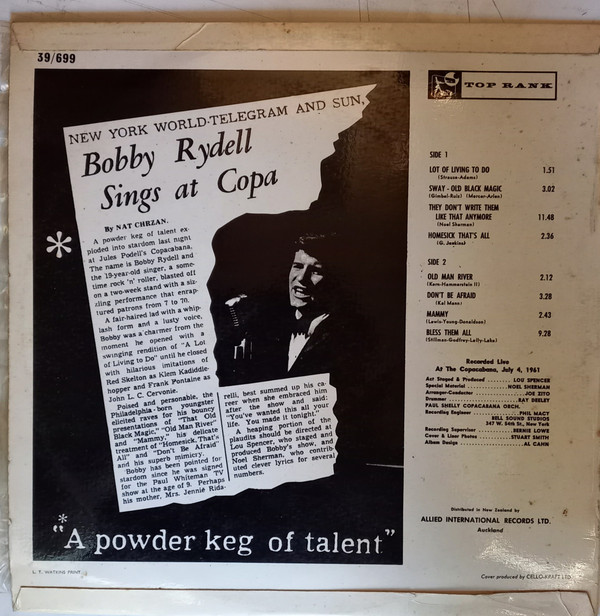 39/699
TOP RANK
NEW YORK WORLD-TELEGRAM AND SUN,
Bobby Rydell
Sings at Copa
By NAT CHRZAN.
A powder keg of talent ex-
ploded into stardom last night
at Jules Podell's Copacabana.
The name is Bobby Rydell and
the 19-year-old singer, a some-
time rock 'n' roller, blasted off
on a two-week stand with a siz-
zling performance that enrap-
tured patrons from 7 to 70.
A fair-haired lad with a whip-
lash form and a lusty voice,
Bobby was a charmer from the
moment he opened with a
swinging rendition of "A Lot
of Living to Do" until he closed
with hilarious imitations of
Red Skelton as Klem Kadiddle-
hopper and Frank Fontaine as
John L.C. Sivoney.
Poised and personable, the
Philadelphia-born youngster
elicited raves for his bouncy
presentations of "That Old
Black Magic," "Old Man River"
and "Mammy," his delicate
treatment of "Homesick, That's
All" and "Don't Be Afraid"
and his superb mimicry.
Bobby has been pointed for
stardom since he was signed
for the Paul Whiteman TV
show at the age of 9. Perhaps
his mother, Mrs. Jennie Rida-
relli, best summed up his ca-
reer when she embraced him
after the show and said:
"You've wanted this all your
life. You made it tonight."
A heaping portion of the
plaudits should be directed at
Lou Spencer, who staged and
produced Bobby's show, and
Noel Sherman, who contrib-
uted clever lyrics for several
numbers.
*
*
"A powder keg of talent"
SIDE 1
LOT OF LIVING TO DO 1.51
(Strouse-Adams)
SWAY - OLD BLACK MAGIC 3.02
(Gimbel-Ruiz) (Mercer-Arlen)
THEY DON'T WRITE THEM
LIKE THAT ANYMORE 11.48
(Noel Sherman)
HOMESICK THAT'S ALL 2.36
(G. Jenkins)
SIDE 2
OLD MAN RIVER 2.12
(Kern-Hammerstein II)
DON'T BE AFRAID 3.28
(Kal Mann)
MAMMY 2.43
(Lewis-Young-Donaldson)
BLESS THEM ALL 9.28
(Stillman-Godfrey-Lally-Lake)
Recorded Live
At The Copacabana, July 4, 1961
Act Staged & Produced LOU SPENCER
Special Material NOEL SHERMAN
Arranger-Conductor JOE ZITO
Drummer RAY DEELEY
PAUL SHELLY COPACABANA ORCH.
Recording Engineer PHIL MACY
BELL SOUND STUDIOS
247 W. 54th St., New York
Recording Supervisor BERNIE LOWE
Cover & Liner Photos STUART SMITH
Album Design AL CAHN
Distributed in New Zealand by
ALLIED INTERNATIONAL RECORDS LTD.
Auckland
L. T. WATKINS PRINT
Cover produced by CELLO-KRAFT LTD